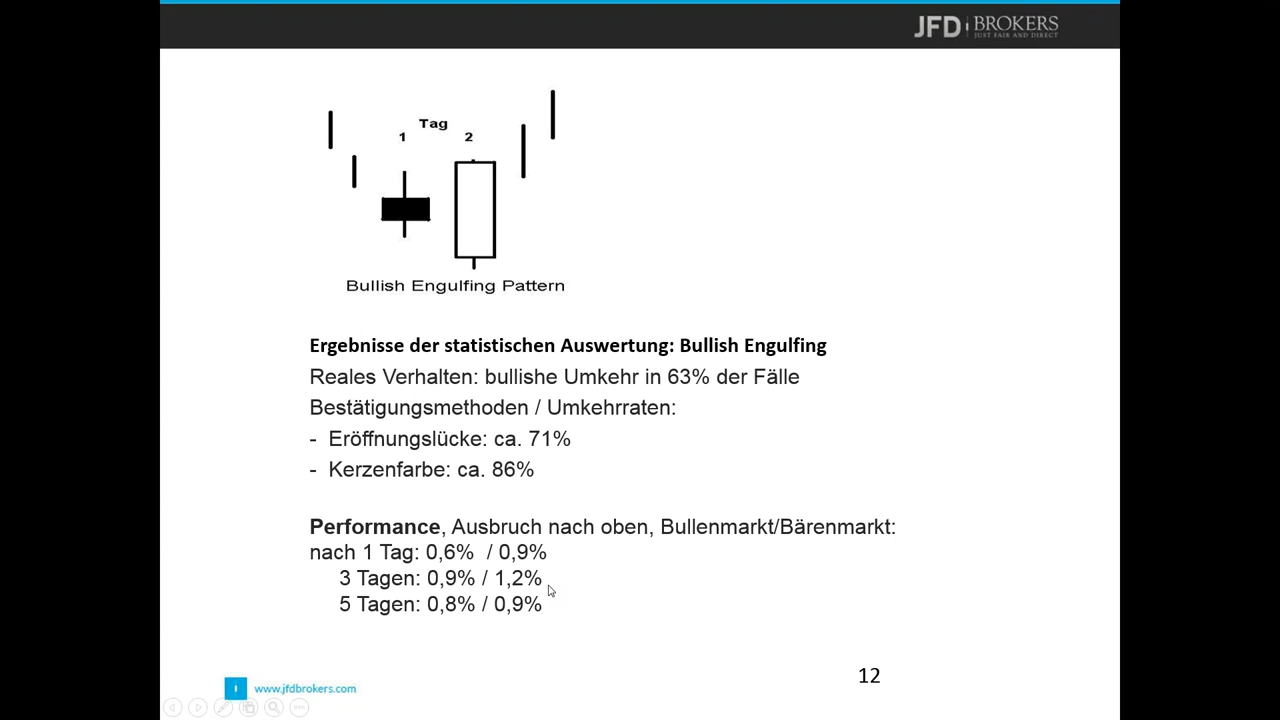 JFD BROKERS
JUST FAIR AND DIRECT
Tag
1 2
Bullish Engulfing Pattern
Ergebnisse der statistischen Auswertung: Bullish Engulfing
Reales Verhalten: bullishe Umkehr in 63% der Fälle
Bestätigungsmethoden / Umkehrraten:
- Eröffnungslücke: ca. 71%
- Kerzenfarbe: ca. 86%
Performance, Ausbruch nach oben, Bullenmarkt/Bärenmarkt:
nach 1 Tag: 0,6% / 0,9%
3 Tagen: 0,9% / 1,2%
5 Tagen: 0,8% / 0,9%
12
www.jfdbrokers.com